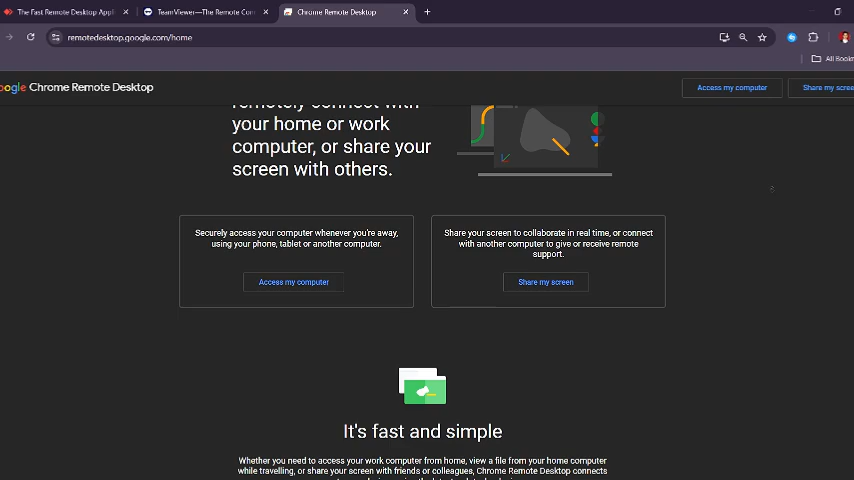 The Fast Remote Desktop Appl
TeamViewer—The Remote Con
Chrome Remote Desktop
remotedesktop.google.com/home
All Bookm
oogle Chrome Remote Desktop
Access my computer
Share my scree
remotely connect with
your home or work
computer, or share your
screen with others.
Securely access your computer whenever you're away,
using your phone, tablet or another computer.
Access my computer
Share your screen to collaborate in real time, or connect
with another computer to give or receive remote
support.
Share my screen
It's fast and simple
Whether you need to access your work computer from home, view a file from your home computer
while travelling, or share your screen with friends or colleagues, Chrome Remote Desktop connects